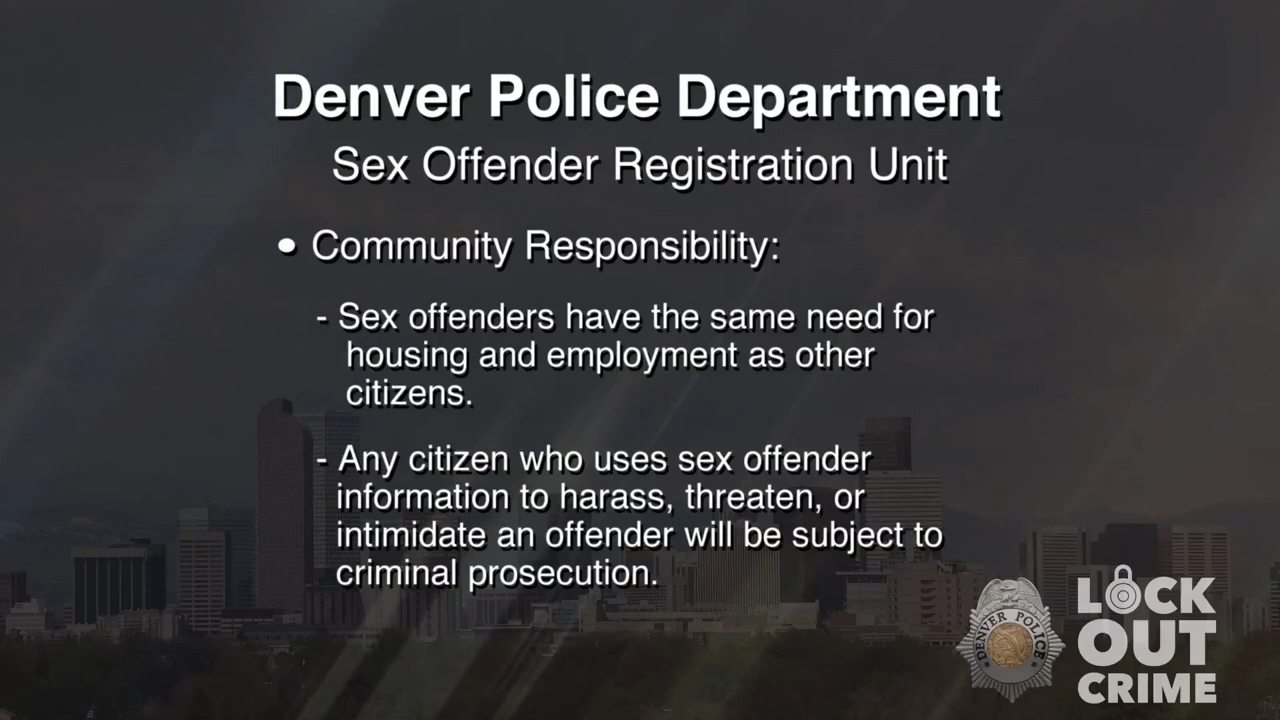 Denver Police Department
Sex Offender Registration Unit
• Community Responsibility:
- Sex offenders have the same need for
housing and employment as other
citizens.
- Any citizen who uses sex offender
information to harass, threaten, or
intimidate an offender will be subject to
criminal prosecution.
DENVER POLICE
LOCK
OUT
CRIME